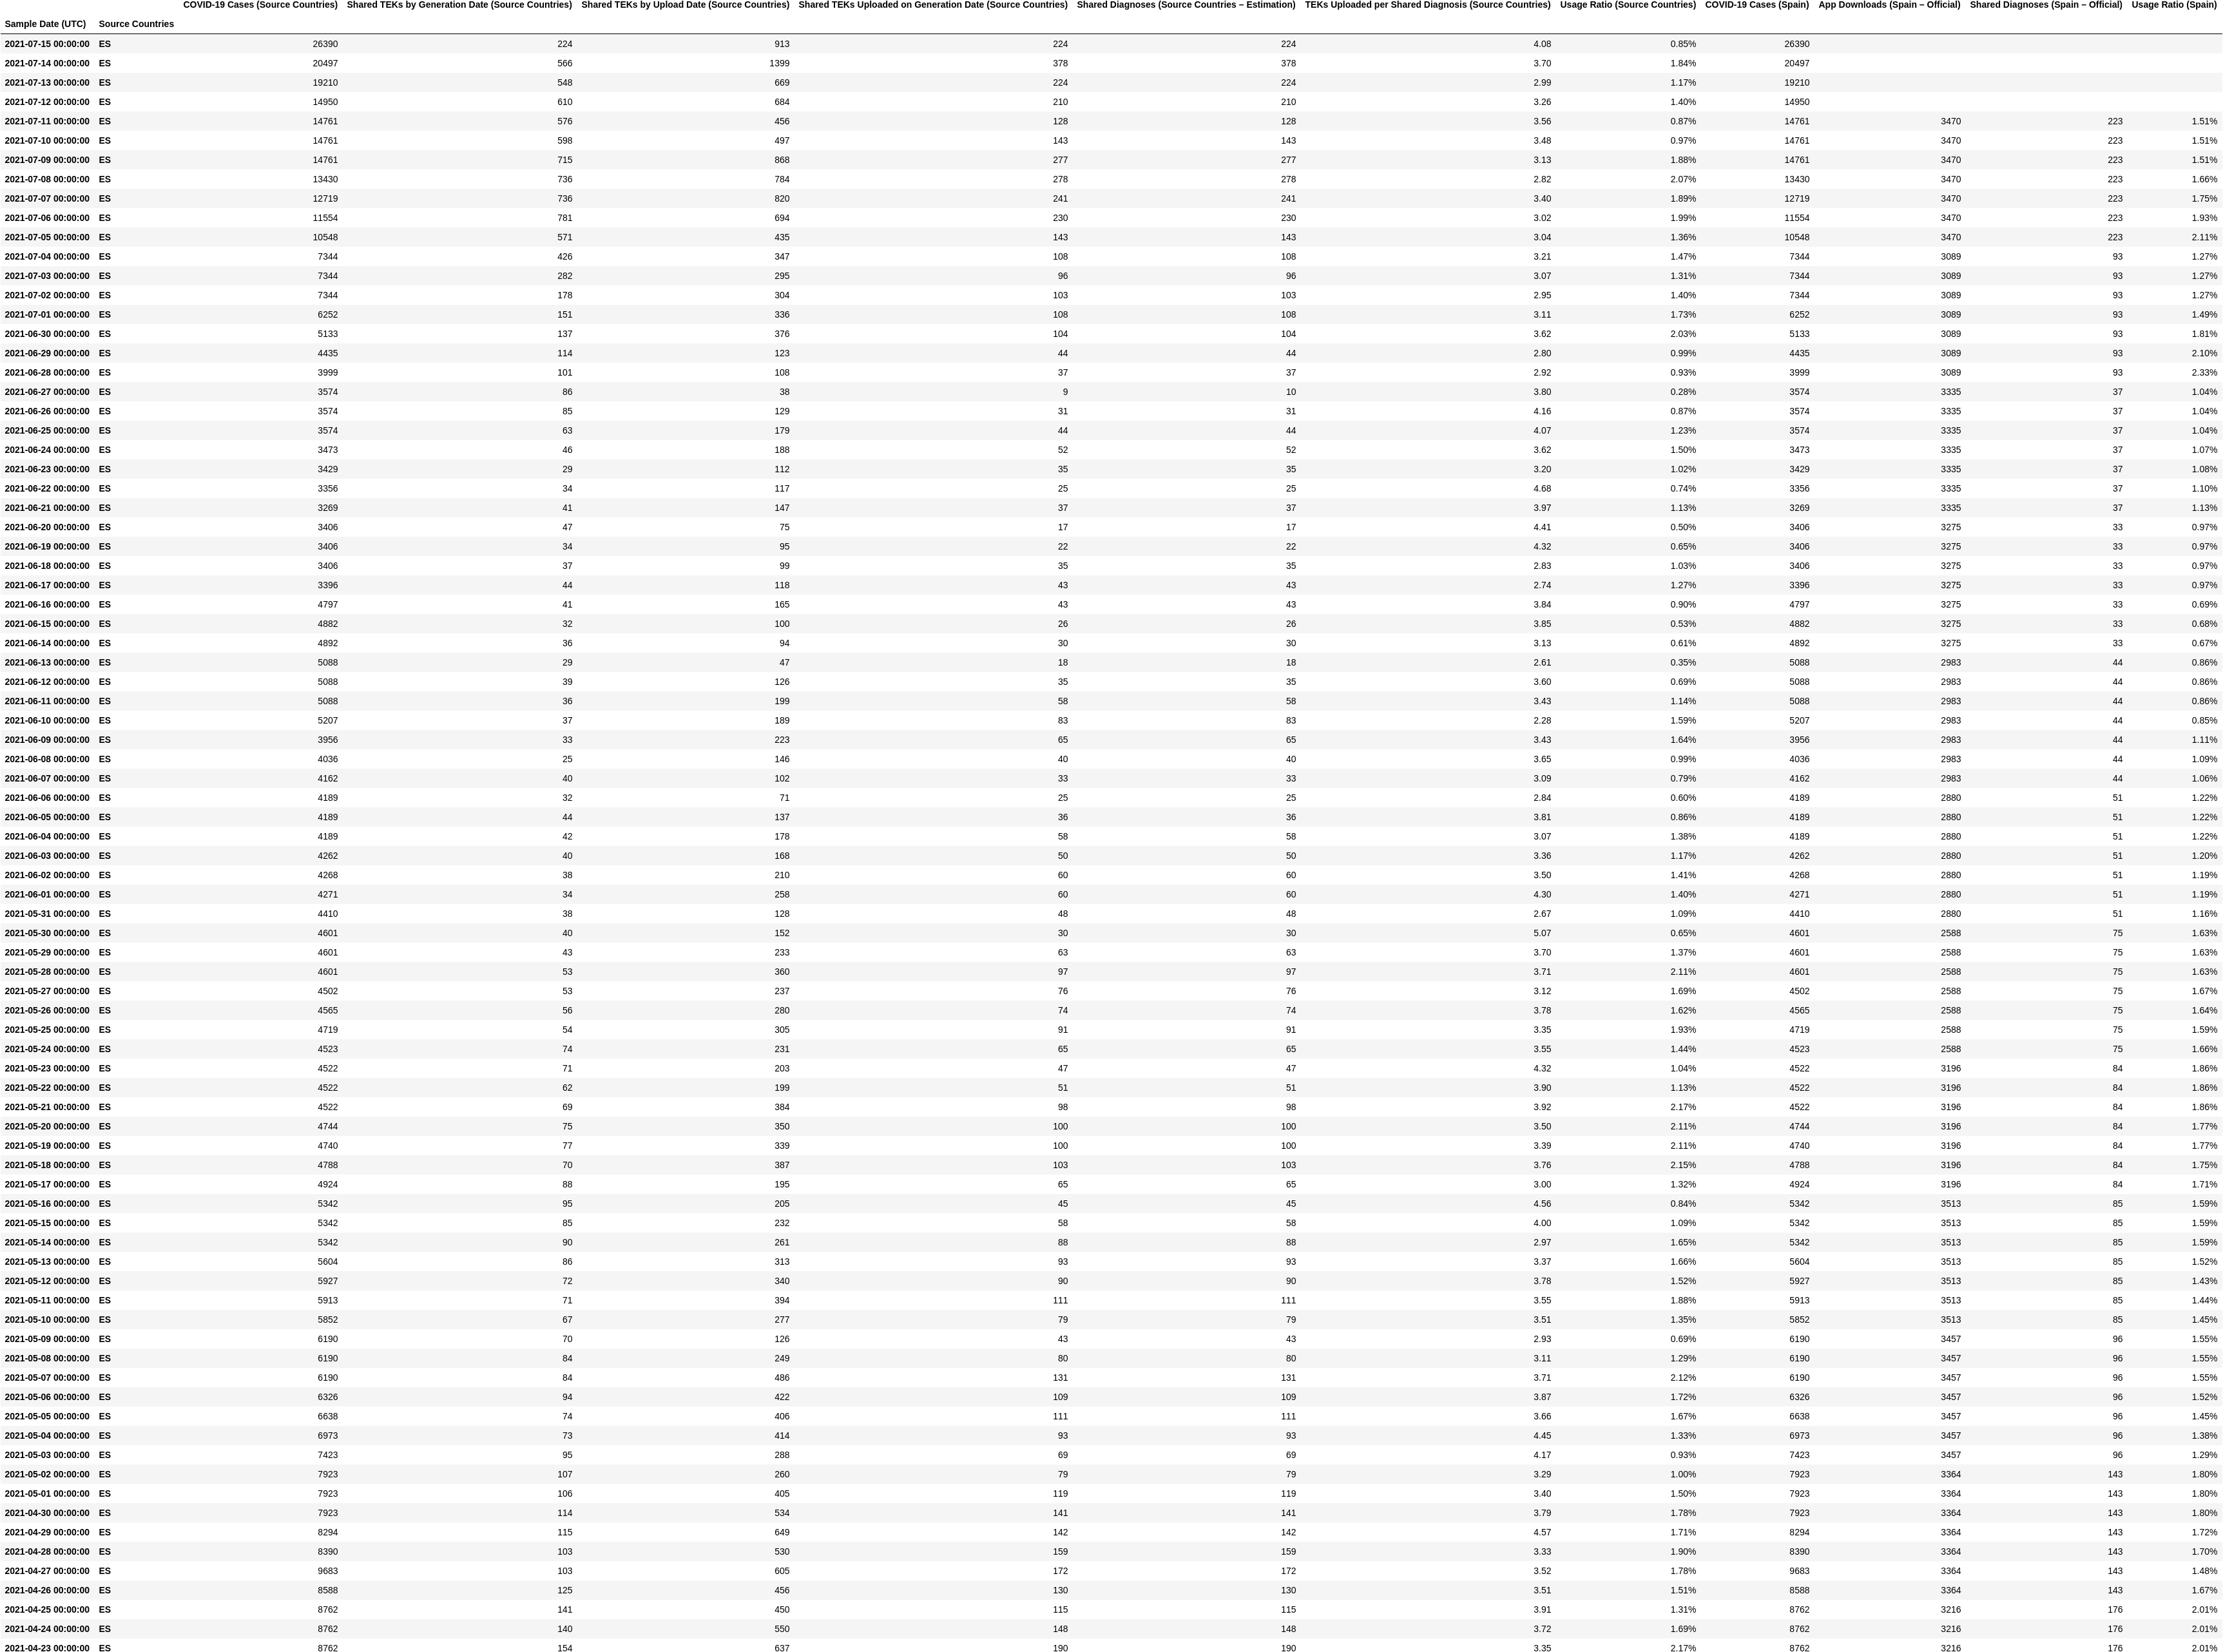 COVID-19 Cases (Source Countries) Shared TEKs by Generation Date (Source Countries) Shared TEKs by Upload Date (Source Countries) Shared TEKs Uploaded on Generation Date (Source Countries) Shared Diagnoses (Source Countries – Estimation) TEKs Uploaded per Shared Diagnosis (Source Countries) Usage Ratio (Source Countries) COVID-19 Cases (Spain) App Downloads (Spain – Official) Shared Diagnoses (Spain – Official) Usage Ratio (Spain)
Sample Date (UTC) Source Countries
2021-07-15 00:00:00 ES 26390 224 913 224 224 4.08 0.85% 26390
2021-07-14 00:00:00 ES 20497 566 1399 378 378 3.70 1.84% 20497
2021-07-13 00:00:00 ES 19210 548 669 224 224 2.99 1.17% 19210
2021-07-12 00:00:00 ES 14950 610 684 210 210 3.26 1.40% 14950
2021-07-11 00:00:00 ES 14761 576 456 128 128 3.56 0.87% 14761 3470 223 1.51%
2021-07-10 00:00:00 ES 14761 598 497 143 143 3.48 0.97% 14761 3470 223 1.51%
2021-07-09 00:00:00 ES 14761 715 868 277 277 3.13 1.88% 14761 3470 223 1.51%
2021-07-08 00:00:00 ES 13430 736 784 278 278 2.82 2.07% 13430 3470 223 1.66%
2021-07-07 00:00:00 ES 12719 736 820 241 241 3.40 1.89% 12719 3470 223 1.75%
2021-07-06 00:00:00 ES 11554 781 694 230 230 3.02 1.99% 11554 3470 223 1.93%
2021-07-05 00:00:00 ES 10548 571 435 143 143 3.04 1.36% 10548 3470 223 2.11%
2021-07-04 00:00:00 ES 7344 426 347 108 108 3.21 1.47% 7344 3089 93 1.27%
2021-07-03 00:00:00 ES 7344 282 295 96 96 3.07 1.31% 7344 3089 93 1.27%
2021-07-02 00:00:00 ES 7344 178 304 103 103 2.95 1.40% 7344 3089 93 1.27%
2021-07-01 00:00:00 ES 6252 151 336 108 108 3.11 1.73% 6252 3089 93 1.49%
2021-06-30 00:00:00 ES 5133 137 376 104 104 3.62 2.03% 5133 3089 93 1.81%
2021-06-29 00:00:00 ES 4435 114 123 44 44 2.80 0.99% 4435 3089 93 2.10%
2021-06-28 00:00:00 ES 3999 101 108 37 37 2.92 0.93% 3999 3089 93 2.33%
2021-06-27 00:00:00 ES 3574 86 38 9 10 3.80 0.28% 3574 3335 37 1.04%
2021-06-26 00:00:00 ES 3574 85 129 31 31 4.16 0.87% 3574 3335 37 1.04%
2021-06-25 00:00:00 ES 3574 63 179 44 44 4.07 1.23% 3574 3335 37 1.04%
2021-06-24 00:00:00 ES 3473 46 188 52 52 3.62 1.50% 3473 3335 37 1.07%
2021-06-23 00:00:00 ES 3429 29 112 35 35 3.20 1.02% 3429 3335 37 1.08%
2021-06-22 00:00:00 ES 3356 34 117 25 25 4.68 0.74% 3356 3335 37 1.10%
2021-06-21 00:00:00 ES 3269 41 147 37 37 3.97 1.13% 3269 3335 37 1.13%
2021-06-20 00:00:00 ES 3406 47 75 17 17 4.41 0.50% 3406 3275 33 0.97%
2021-06-19 00:00:00 ES 3406 34 95 22 22 4.32 0.65% 3406 3275 33 0.97%
2021-06-18 00:00:00 ES 3406 37 99 35 35 2.83 1.03% 3406 3275 33 0.97%
2021-06-17 00:00:00 ES 3396 44 118 43 43 2.74 1.27% 3396 3275 33 0.97%
2021-06-16 00:00:00 ES 4797 41 165 43 43 3.84 0.90% 4797 3275 33 0.69%
2021-06-15 00:00:00 ES 4882 32 100 26 26 3.85 0.53% 4882 3275 33 0.68%
2021-06-14 00:00:00 ES 4892 36 94 30 30 3.13 0.61% 4892 3275 33 0.67%
2021-06-13 00:00:00 ES 5088 29 47 18 18 2.61 0.35% 5088 2983 44 0.86%
2021-06-12 00:00:00 ES 5088 39 126 35 35 3.60 0.69% 5088 2983 44 0.86%
2021-06-11 00:00:00 ES 5088 36 199 58 58 3.43 1.14% 5088 2983 44 0.86%
2021-06-10 00:00:00 ES 5207 37 189 83 83 2.28 1.59% 5207 2983 44 0.85%
2021-06-09 00:00:00 ES 3956 33 223 65 65 3.43 1.64% 3956 2983 44 1.11%
2021-06-08 00:00:00 ES 4036 25 146 40 40 3.65 0.99% 4036 2983 44 1.09%
2021-06-07 00:00:00 ES 4162 40 102 33 33 3.09 0.79% 4162 2983 44 1.06%
2021-06-06 00:00:00 ES 4189 32 71 25 25 2.84 0.60% 4189 2880 51 1.22%
2021-06-05 00:00:00 ES 4189 44 137 36 36 3.81 0.86% 4189 2880 51 1.22%
2021-06-04 00:00:00 ES 4189 42 178 58 58 3.07 1.38% 4189 2880 51 1.22%
2021-06-03 00:00:00 ES 4262 40 168 50 50 3.36 1.17% 4262 2880 51 1.20%
2021-06-02 00:00:00 ES 4268 38 210 60 60 3.50 1.41% 4268 2880 51 1.19%
2021-06-01 00:00:00 ES 4271 34 258 60 60 4.30 1.40% 4271 2880 51 1.19%
2021-05-31 00:00:00 ES 4410 38 128 48 48 2.67 1.09% 4410 2880 51 1.16%
2021-05-30 00:00:00 ES 4601 40 152 30 30 5.07 0.65% 4601 2588 75 1.63%
2021-05-29 00:00:00 ES 4601 43 233 63 63 3.70 1.37% 4601 2588 75 1.63%
2021-05-28 00:00:00 ES 4601 53 360 97 97 3.71 2.11% 4601 2588 75 1.63%
2021-05-27 00:00:00 ES 4502 53 237 76 76 3.12 1.69% 4502 2588 75 1.67%
2021-05-26 00:00:00 ES 4565 56 280 74 74 3.78 1.62% 4565 2588 75 1.64%
2021-05-25 00:00:00 ES 4719 54 305 91 91 3.35 1.93% 4719 2588 75 1.59%
2021-05-24 00:00:00 ES 4523 74 231 65 65 3.55 1.44% 4523 2588 75 1.66%
2021-05-23 00:00:00 ES 4522 71 203 47 47 4.32 1.04% 4522 3196 84 1.86%
2021-05-22 00:00:00 ES 4522 62 199 51 51 3.90 1.13% 4522 3196 84 1.86%
2021-05-21 00:00:00 ES 4522 69 384 98 98 3.92 2.17% 4522 3196 84 1.86%
2021-05-20 00:00:00 ES 4744 75 350 100 100 3.50 2.11% 4744 3196 84 1.77%
2021-05-19 00:00:00 ES 4740 77 339 100 100 3.39 2.11% 4740 3196 84 1.77%
2021-05-18 00:00:00 ES 4788 70 387 103 103 3.76 2.15% 4788 3196 84 1.75%
2021-05-17 00:00:00 ES 4924 88 195 65 65 3.00 1.32% 4924 3196 84 1.71%
2021-05-16 00:00:00 ES 5342 95 205 45 45 4.56 0.84% 5342 3513 85 1.59%
2021-05-15 00:00:00 ES 5342 85 232 58 58 4.00 1.09% 5342 3513 85 1.59%
2021-05-14 00:00:00 ES 5342 90 261 88 88 2.97 1.65% 5342 3513 85 1.59%
2021-05-13 00:00:00 ES 5604 86 313 93 93 3.37 1.66% 5604 3513 85 1.52%
2021-05-12 00:00:00 ES 5927 72 340 90 90 3.78 1.52% 5927 3513 85 1.43%
2021-05-11 00:00:00 ES 5913 71 394 111 111 3.55 1.88% 5913 3513 85 1.44%
2021-05-10 00:00:00 ES 5852 67 277 79 79 3.51 1.35% 5852 3513 85 1.45%
2021-05-09 00:00:00 ES 6190 70 126 43 43 2.93 0.69% 6190 3457 96 1.55%
2021-05-08 00:00:00 ES 6190 84 249 80 80 3.11 1.29% 6190 3457 96 1.55%
2021-05-07 00:00:00 ES 6190 84 486 131 131 3.71 2.12% 6190 3457 96 1.55%
2021-05-06 00:00:00 ES 6326 94 422 109 109 3.87 1.72% 6326 3457 96 1.52%
2021-05-05 00:00:00 ES 6638 74 406 111 111 3.66 1.67% 6638 3457 96 1.45%
2021-05-04 00:00:00 ES 6973 73 414 93 93 4.45 1.33% 6973 3457 96 1.38%
2021-05-03 00:00:00 ES 7423 95 288 69 69 4.17 0.93% 7423 3457 96 1.29%
2021-05-02 00:00:00 ES 7923 107 260 79 79 3.29 1.00% 7923 3364 143 1.80%
2021-05-01 00:00:00 ES 7923 106 405 119 119 3.40 1.50% 7923 3364 143 1.80%
2021-04-30 00:00:00 ES 7923 114 534 141 141 3.79 1.78% 7923 3364 143 1.80%
2021-04-29 00:00:00 ES 8294 115 649 142 142 4.57 1.71% 8294 3364 143 1.72%
2021-04-28 00:00:00 ES 8390 103 530 159 159 3.33 1.90% 8390 3364 143 1.70%
2021-04-27 00:00:00 ES 9683 103 605 172 172 3.52 1.78% 9683 3364 143 1.48%
2021-04-26 00:00:00 ES 8588 125 456 130 130 3.51 1.51% 8588 3364 143 1.67%
2021-04-25 00:00:00 ES 8762 141 450 115 115 3.91 1.31% 8762 3216 176 2.01%
2021-04-24 00:00:00 ES 8762 140 550 148 148 3.72 1.69% 8762 3216 176 2.01%
2021-04-23 00:00:00 ES 8762 154 637 190 190 3.35 2.17% 8762 3216 176 2.01%